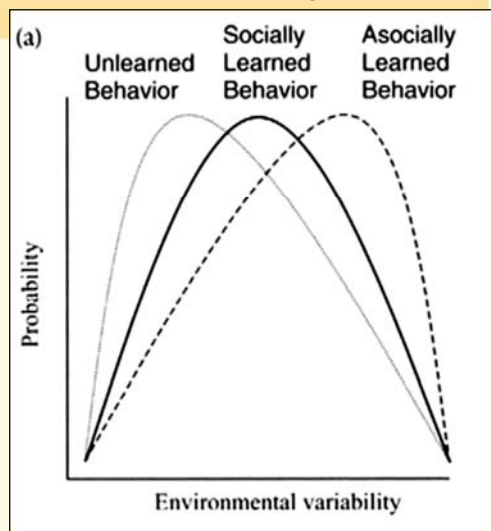 (a)
Unlearned
Behavior
Socially
Learned
Behavior
Asocially
Learned
Behavior
Probability
Environmental variability